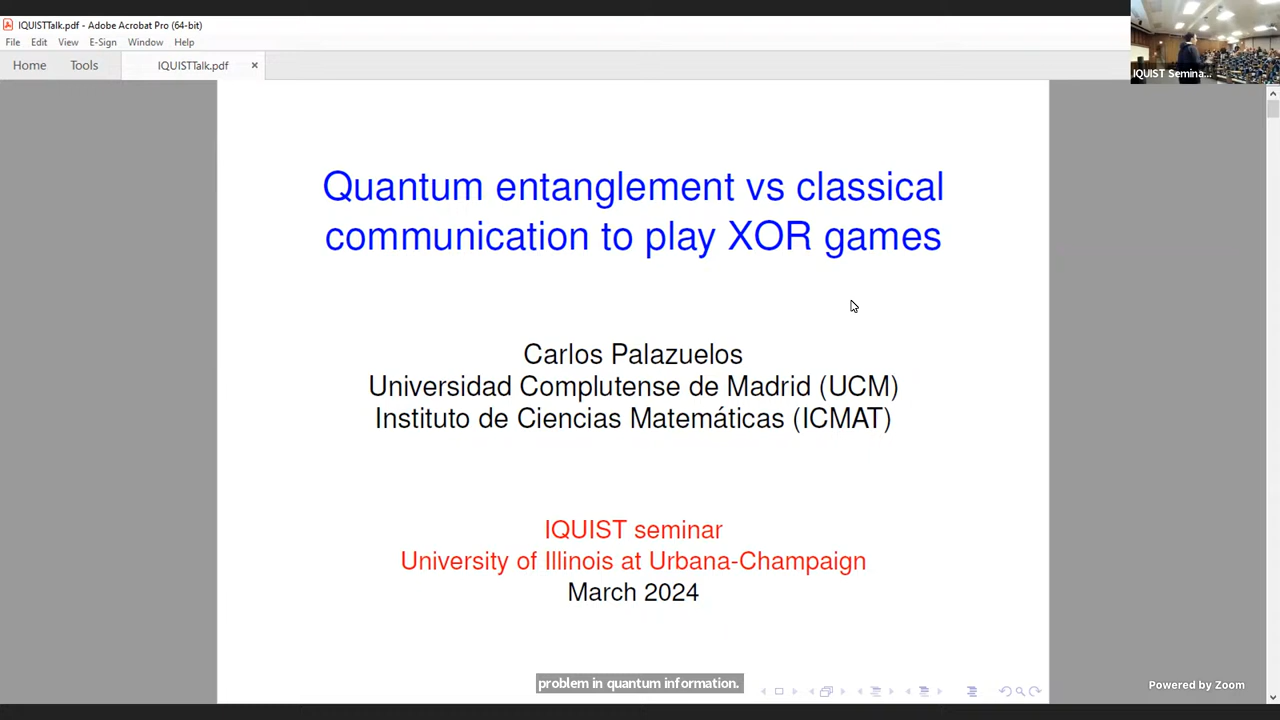 IQUISTTalk.pdf - Adobe Acrobat Pro (64-bit)
File Edit View E-Sign Window Help
Home Tools IQUISTTalk.pdf ×
IQUIST Semina...
Quantum entanglement vs classical
communication to play XOR games
Carlos Palazuelos
Universidad Complutense de Madrid (UCM)
Instituto de Ciencias Matemáticas (ICMAT)
IQUIST seminar
University of Illinois at Urbana-Champaign
March 2024
problem in quantum information.
Powered by Zoom